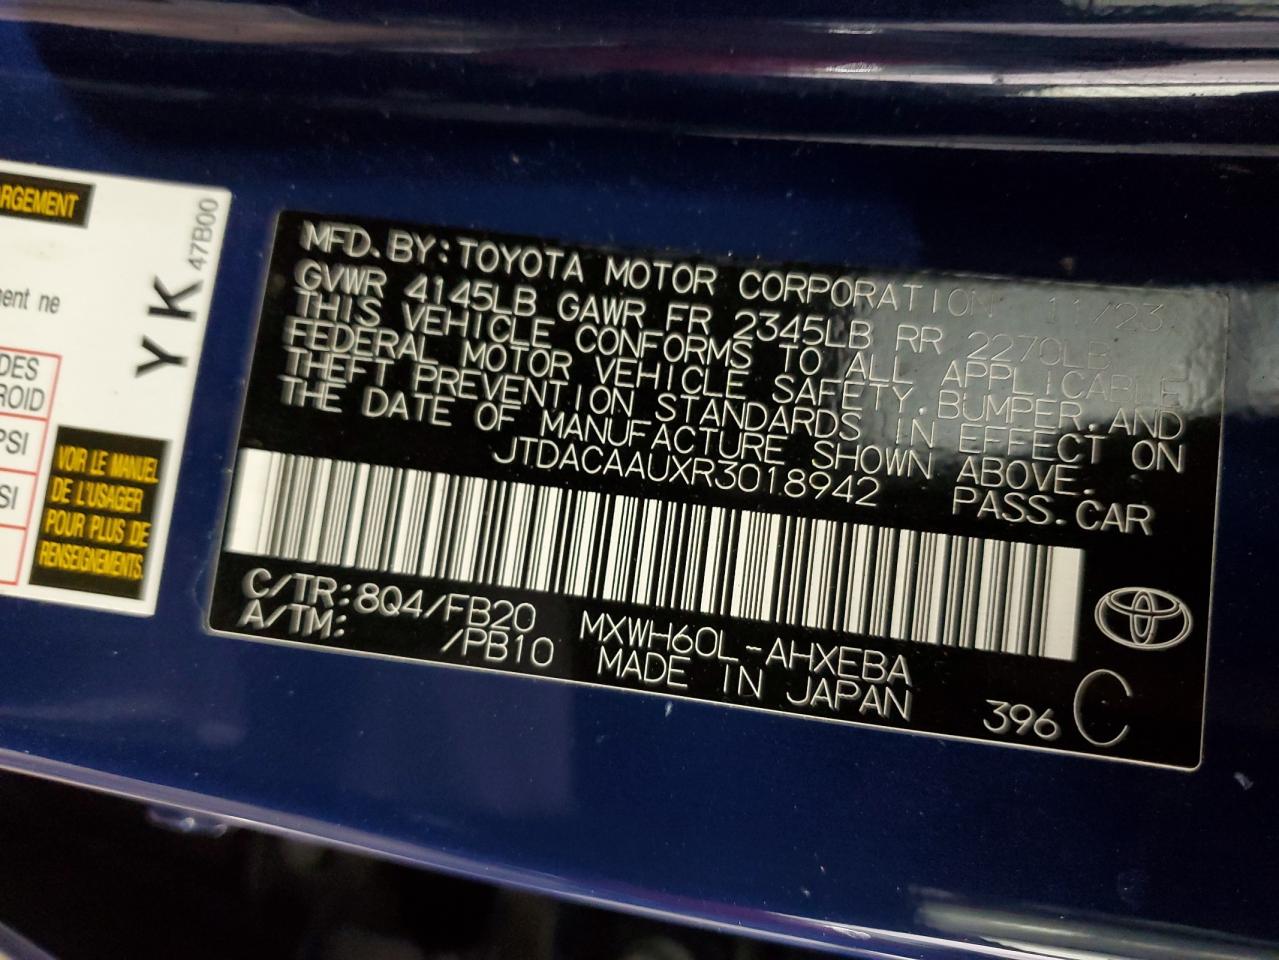 RGEMENT
47B00
YK
ment ne
DES
ROID
PSI
SI
VOIR LE MANUEL
DE L'USAGER
POUR PLUS DE
RENSEIGNEMENTS.
MFD. BY: TOYOTA MOTOR CORPORATION 11/23
GVWR 4145LB GAWR FR 2345LB RR 2270LB
THIS VEHICLE CONFORMS TO ALL APPLICABLE
FEDERAL MOTOR VEHICLE SAFETY, BUMPER, AND
THEFT PREVENTION STANDARDS IN EFFECT ON
THE DATE OF MANUFACTURE SHOWN ABOVE.
JTDACAAUXR3018942 PASS. CAR
C/TR: 8Q4/FB20 MXWH60L-AHXEBA
A/TM: /PB10 MADE IN JAPAN 396 C